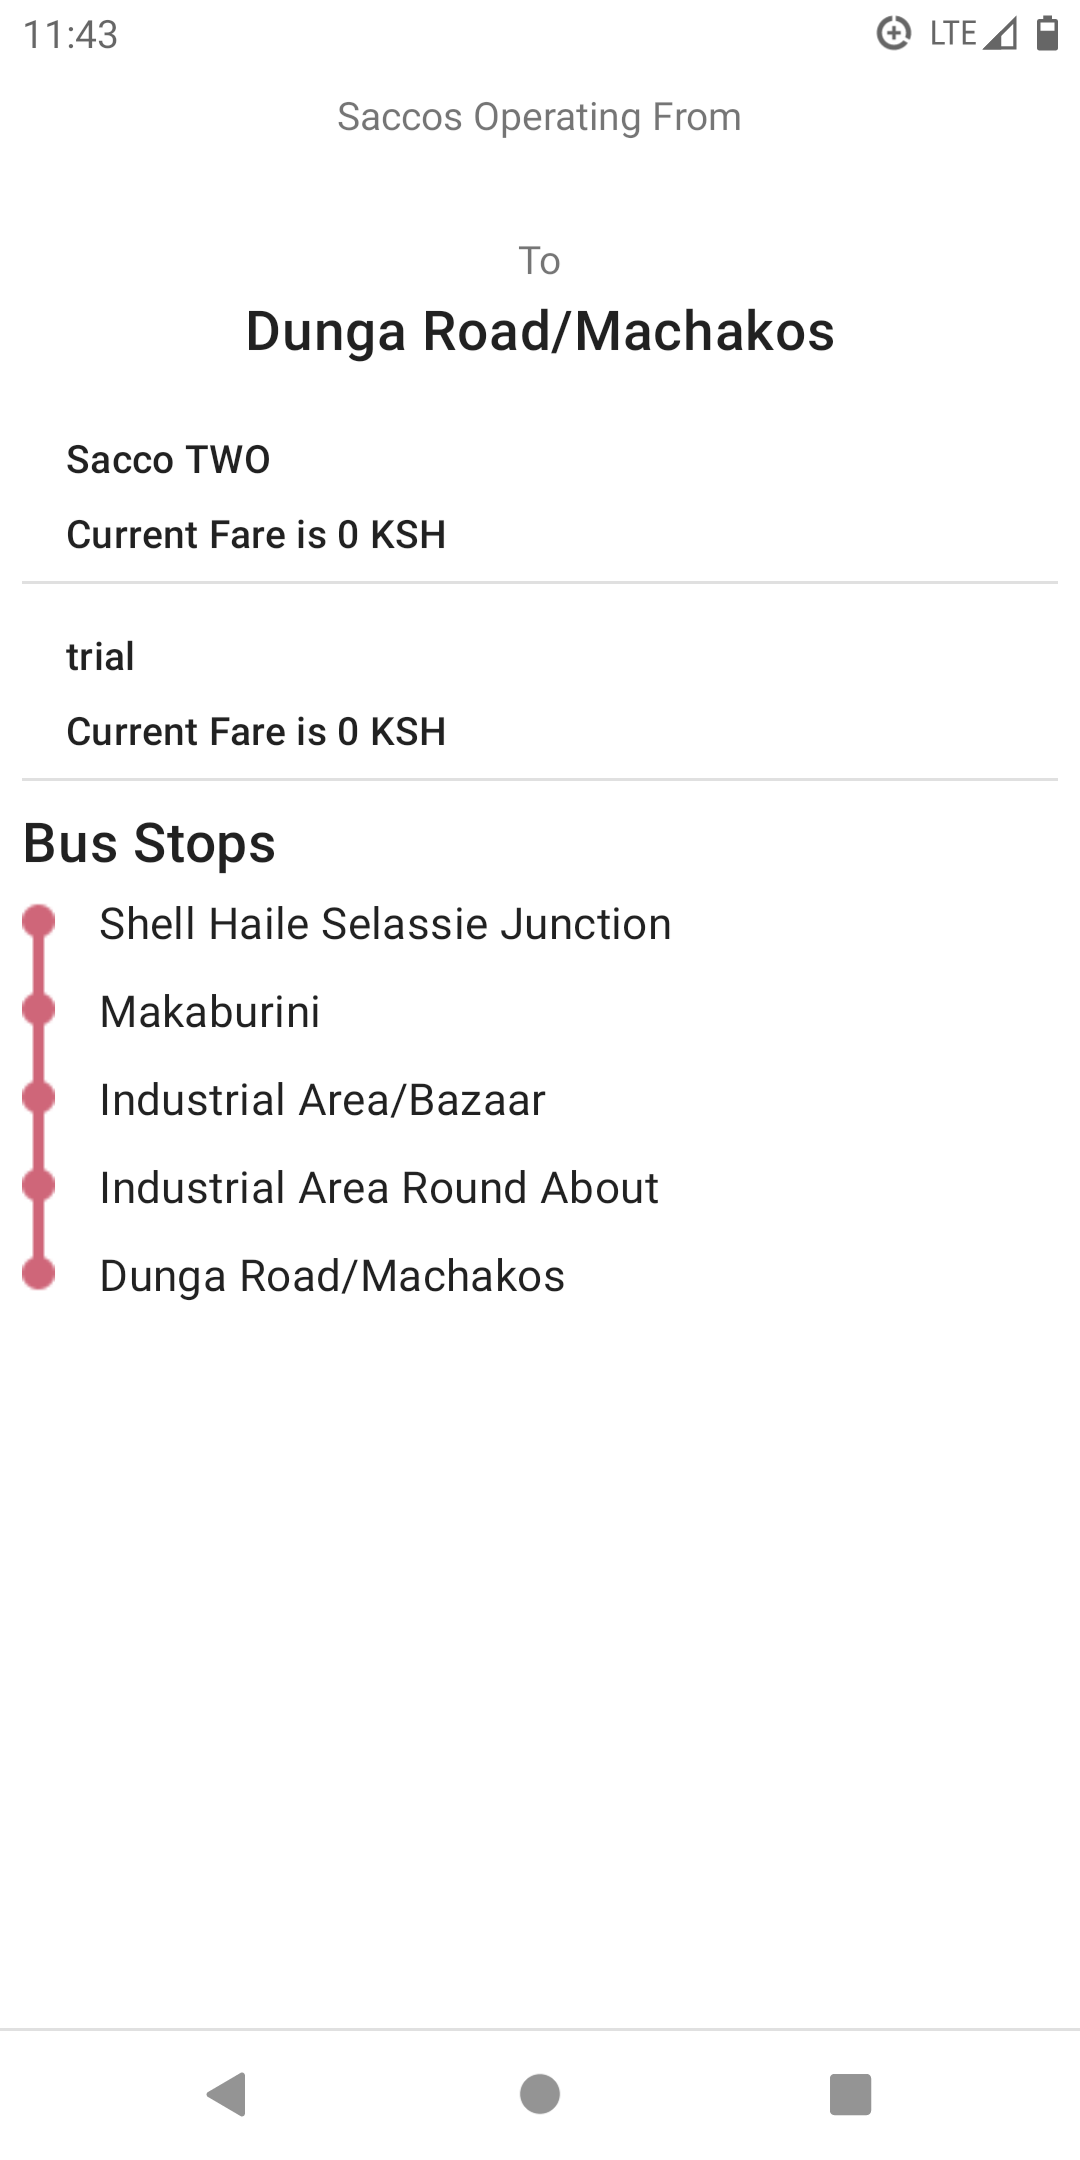 11:43
LTE
Saccos Operating From
To
Dunga Road/Machakos
Sacco TWO
Current Fare is 0 KSH
trial
Current Fare is 0 KSH
Bus Stops
Shell Haile Selassie Junction
Makaburini
Industrial Area/Bazaar
Industrial Area Round About
Dunga Road/Machakos